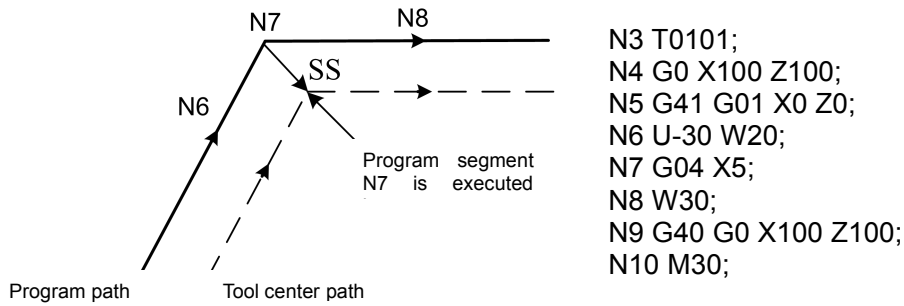 N7
N8
SS
N6
Program segment
N7 is executed
Program path
Tool center path
N3 T0101;
N4 G0 X100 Z100;
N5 G41 G01 X0 Z0;
N6 U-30 W20;
N7 G04 X5;
N8 W30;
N9 G40 G0 X100 Z100;
N10 M30;